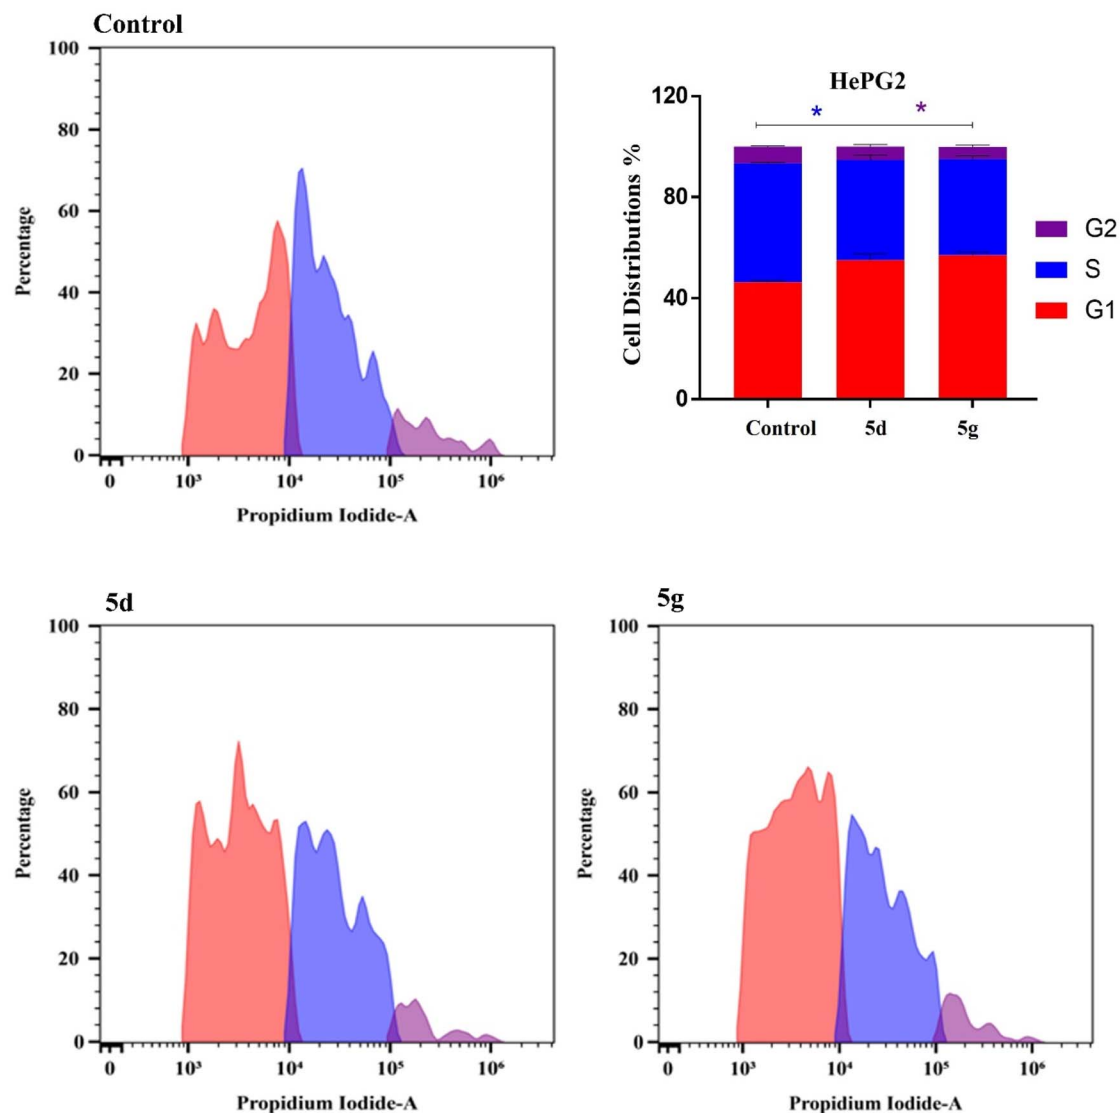 Control
100
80
60
40
20
0
Percentage
0 10³ 10⁴ 10⁵ 10⁶
Propidium Iodide-A
HePG2
* *
120
80
40
0
Cell Distributions %
Control 5d 5g
G2
S
G1
5d
100
80
60
40
20
0
Percentage
0 10³ 10⁴ 10⁵ 10⁶
Propidium Iodide-A
5g
100
80
60
40
20
0
Percentage
0 10³ 10⁴ 10⁵ 10⁶
Propidium Iodide-A